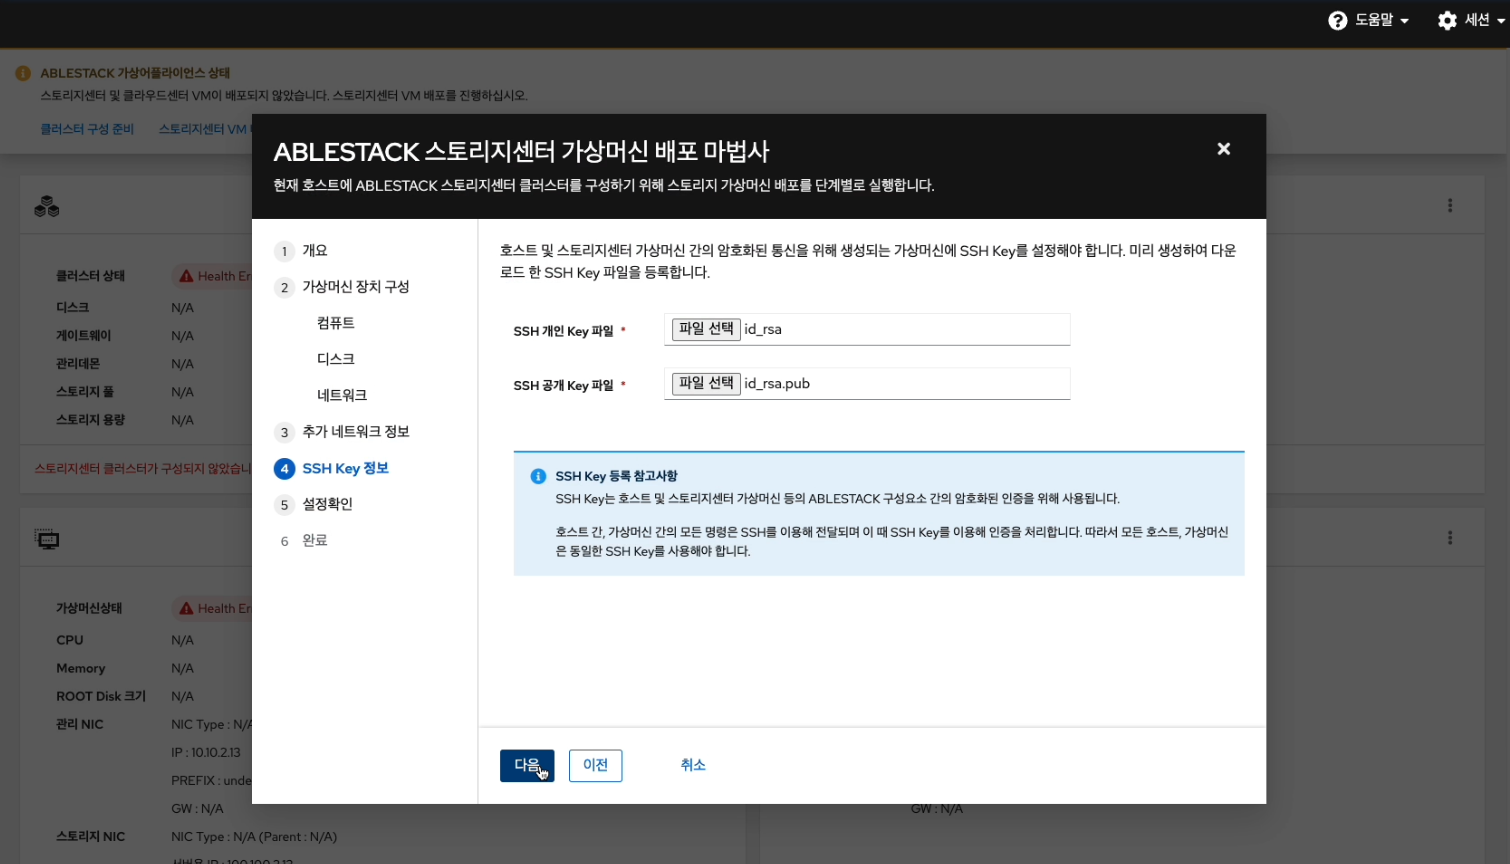 도움말
세션
ABLESTACK 가상어플라이언스 상태
스토리지센터 및 클라우드센터 VM이 배포되지 않았습니다. 스토리지센터 VM 배포를 진행하십시오.
클러스터 구성 준비 스토리지센터 VM
ABLESTACK 스토리지센터 가상머신 배포 마법사
현재 호스트에 ABLESTACK 스토리지센터 클러스터를 구성하기 위해 스토리지 가상머신 배포를 단계별로 실행합니다.
1 개요
2 가상머신 장치 구성
컴퓨트
디스크
네트워크
3 추가 네트워크 정보
4 SSH Key 정보
5 설정확인
6 완료
호스트 및 스토리지센터 가상머신 간의 암호화된 통신을 위해 생성되는 가상머신에 SSH Key를 설정해야 합니다. 미리 생성하여 다운
로드 한 SSH Key 파일을 등록합니다.
SSH 개인 Key 파일 * 파일 선택 id_rsa
SSH 공개 Key 파일 * 파일 선택 id_rsa.pub
SSH Key 등록 참고사항
SSH Key는 호스트 및 스토리지센터 가상머신 등의 ABLESTACK 구성요소 간의 암호화된 인증을 위해 사용됩니다.
호스트 간, 가상머신 간의 모든 명령은 SSH를 이용해 전달되며 이 때 SSH Key를 이용해 인증을 처리합니다. 따라서 모든 호스트, 가상머신
은 동일한 SSH Key를 사용해야 합니다.
다음 이전 취소
클러스터 상태 Health Er
디스크 N/A
게이트웨이 N/A
관리데몬 N/A
스토리지 풀 N/A
스토리지 용량 N/A
스토리지센터 클러스터가 구성되지 않았습니
가상머신상태 Health Er
CPU N/A
Memory N/A
ROOT Disk 크기 N/A
관리 NIC NIC Type : N/A
IP : 10.10.2.13
PREFIX : unde
GW : N/A
GW : N/A
스토리지 NIC NIC Type : N/A (Parent : N/A)